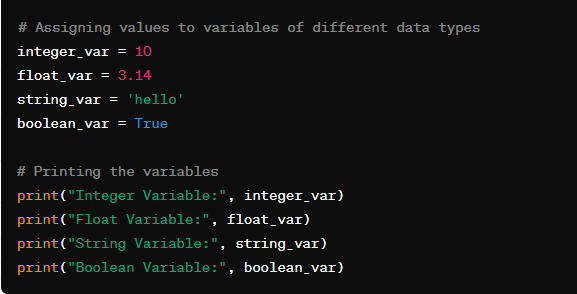 # Assigning values to variables of different data types
integer_var = 10
float_var = 3.14
string_var = 'hello'
boolean_var = True
# Printing the variables
print("Integer Variable:", integer_var)
print("Float Variable:", float_var)
print("String Variable:", string_var)
print("Boolean Variable:", boolean_var)